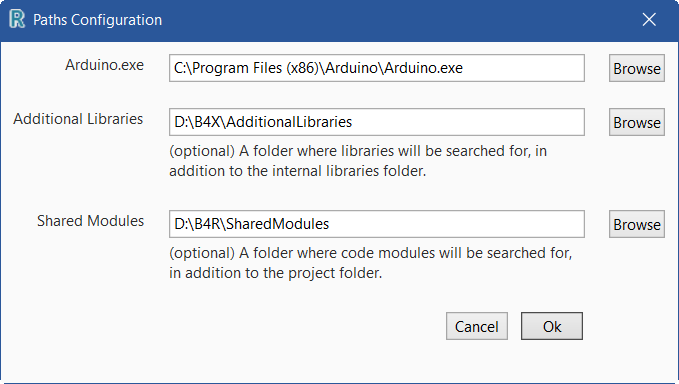 R Paths Configuration
Arduino.exe C:\Program Files (x86)\Arduino\Arduino.exe Browse
Additional Libraries D:\B4X\AdditionalLibraries Browse
(optional) A folder where libraries will be searched for, in
addition to the internal libraries folder.
Shared Modules D:\B4R\SharedModules Browse
(optional) A folder where code modules will be searched for,
in addition to the project folder.
Cancel Ok